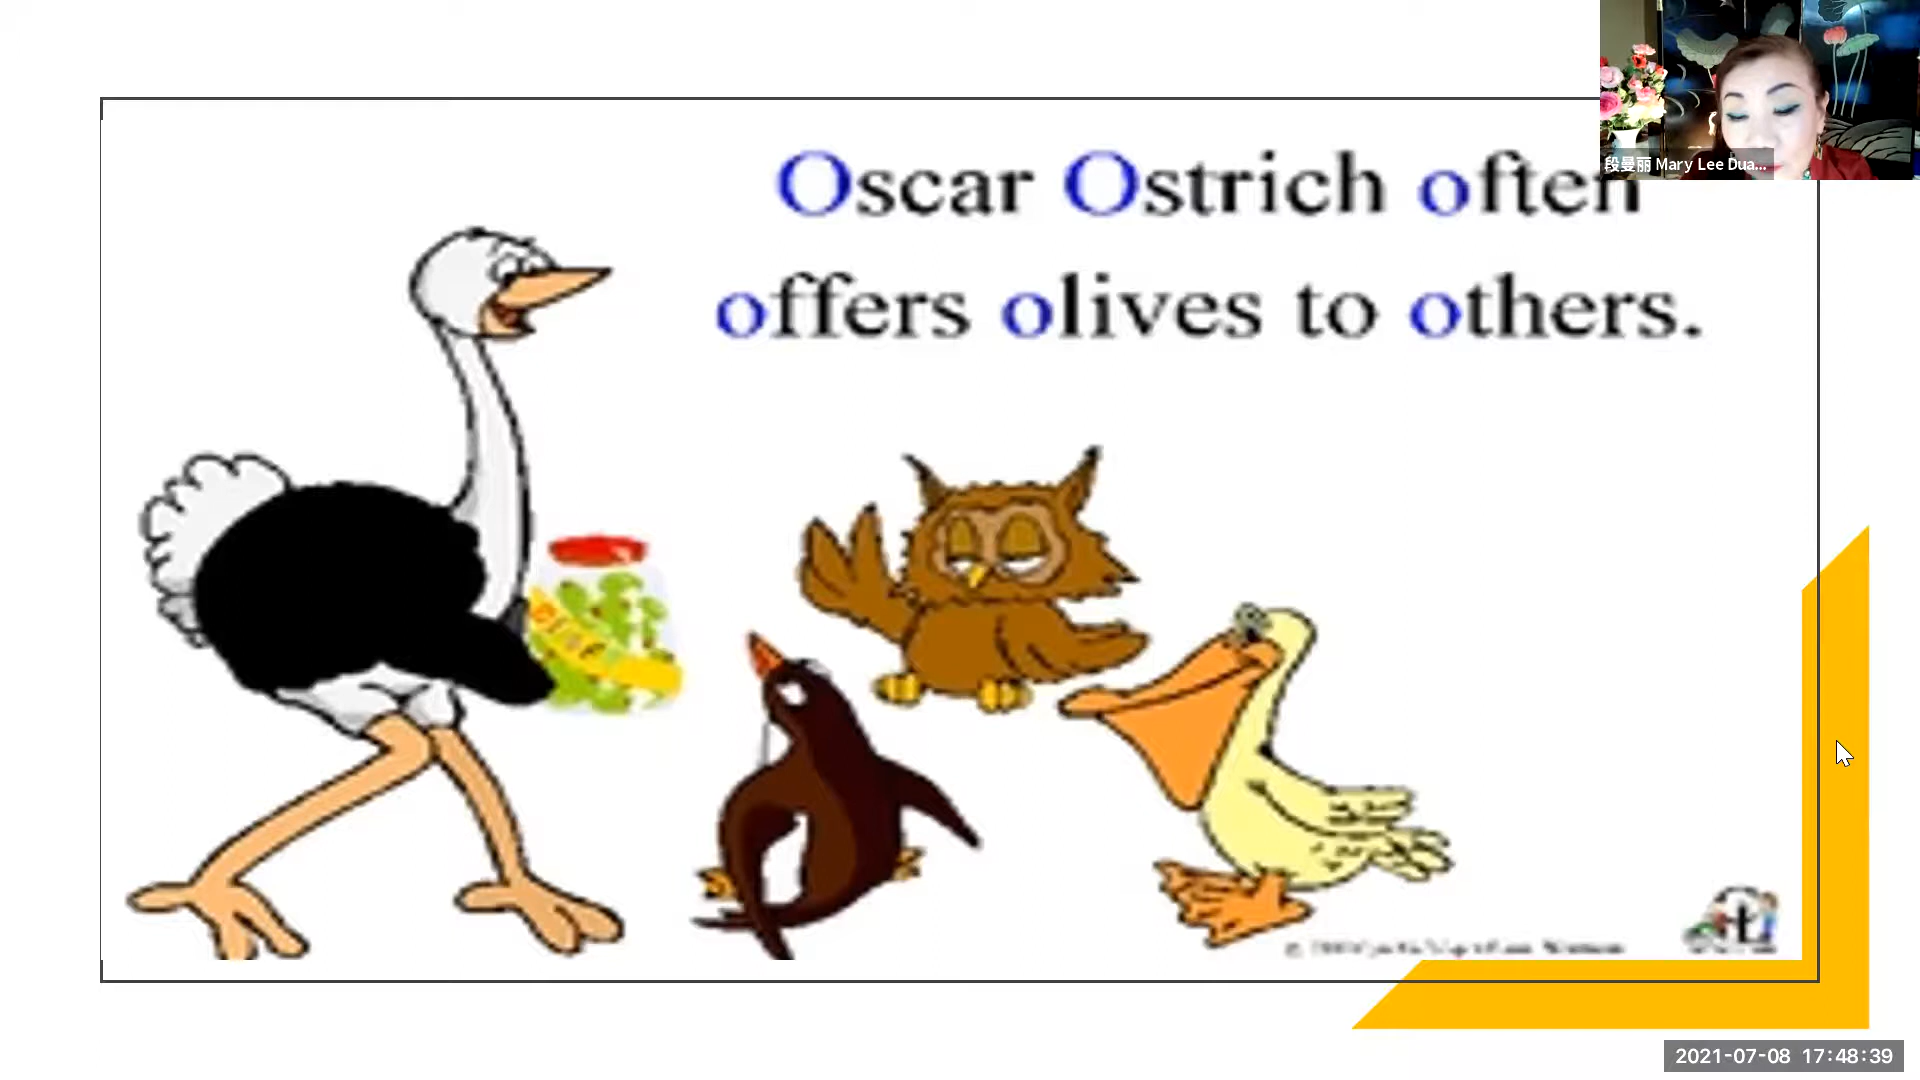 段曼丽 Mary Lee Dua...
Oscar Ostrich often
offers olives to others.
2021-07-08 17:48:39